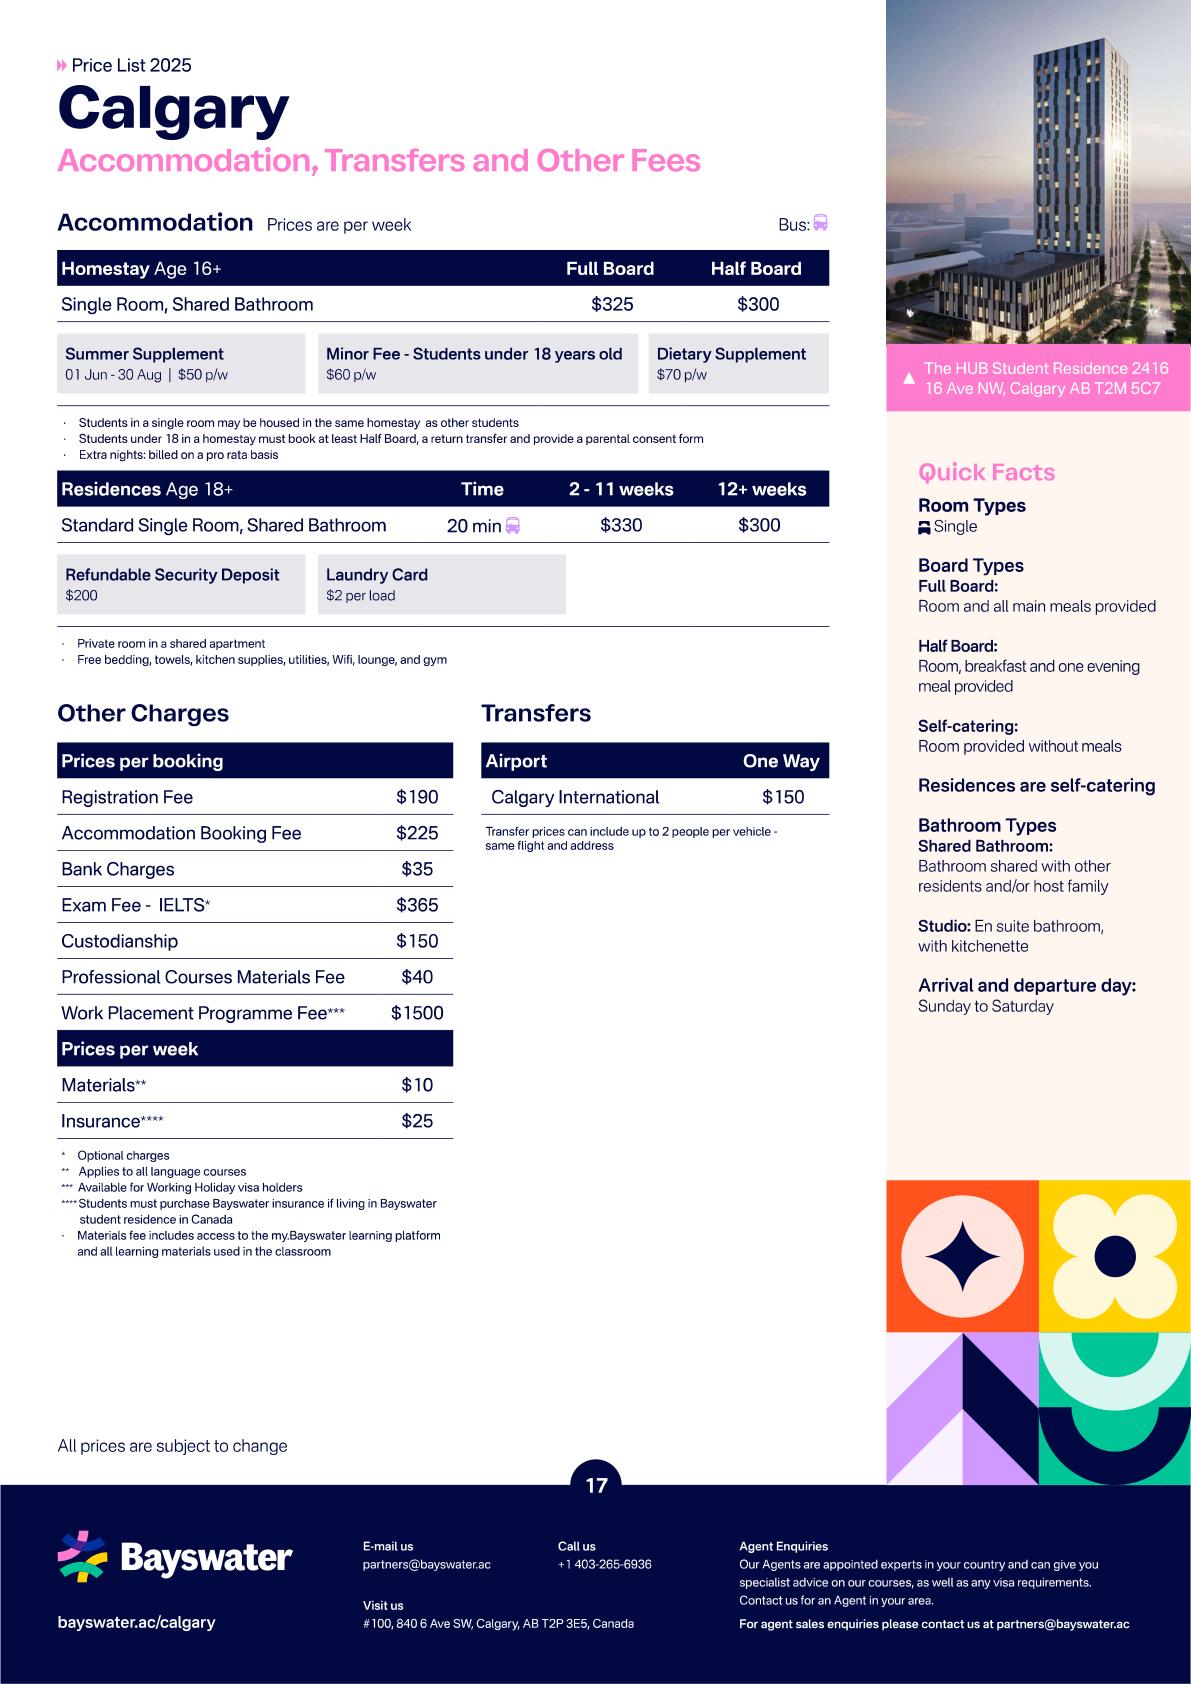 Price List 2025
Calgary
Accommodation, Transfers and Other Fees
Accommodation Prices are per week Bus:
Homestay Age 16+ Full Board Half Board
Single Room, Shared Bathroom $325 $300
Summer Supplement
01 Jun - 30 Aug | $50 p/w
Minor Fee - Students under 18 years old
$60 p/w
Dietary Supplement
$70 p/w
· Students in a single room may be housed in the same homestay as other students
· Students under 18 in a homestay must book at least Half Board, a return transfer and provide a parental consent form
· Extra nights: billed on a pro rata basis
Residences Age 18+ Time 2 - 11 weeks 12+ weeks
Standard Single Room, Shared Bathroom 20 min $330 $300
Refundable Security Deposit
$200
Laundry Card
$2 per load
· Private room in a shared apartment
· Free bedding, towels, kitchen supplies, utilities, Wifi, lounge, and gym
Other Charges
Prices per booking
Registration Fee $190
Accommodation Booking Fee $225
Bank Charges $35
Exam Fee - IELTS* $365
Custodianship $150
Professional Courses Materials Fee $40
Work Placement Programme Fee*** $1500
Prices per week
Materials** $10
Insurance**** $25
* Optional charges
** Applies to all language courses
*** Available for Working Holiday visa holders
**** Students must purchase Bayswater insurance if living in Bayswater
student residence in Canada
· Materials fee includes access to the my.Bayswater learning platform
and all learning materials used in the classroom
Transfers
Airport One Way
Calgary International $150
Transfer prices can include up to 2 people per vehicle -
same flight and address
The HUB Student Residence 2416
16 Ave NW, Calgary AB T2M 5C7
Quick Facts
Room Types
Single
Board Types
Full Board:
Room and all main meals provided
Half Board:
Room, breakfast and one evening
meal provided
Self-catering:
Room provided without meals
Residences are self-catering
Bathroom Types
Shared Bathroom:
Bathroom shared with other
residents and/or host family
Studio: En suite bathroom,
with kitchenette
Arrival and departure day:
Sunday to Saturday
All prices are subject to change
17
Bayswater
bayswater.ac/calgary
E-mail us
partners@bayswater.ac
Call us
+1 403-265-6936
Visit us
#100, 840 6 Ave SW, Calgary, AB T2P 3E5, Canada
Agent Enquiries
Our Agents are appointed experts in your country and can give you
specialist advice on our courses, as well as any visa requirements.
Contact us for an Agent in your area.
For agent sales enquiries please contact us at partners@bayswater.ac